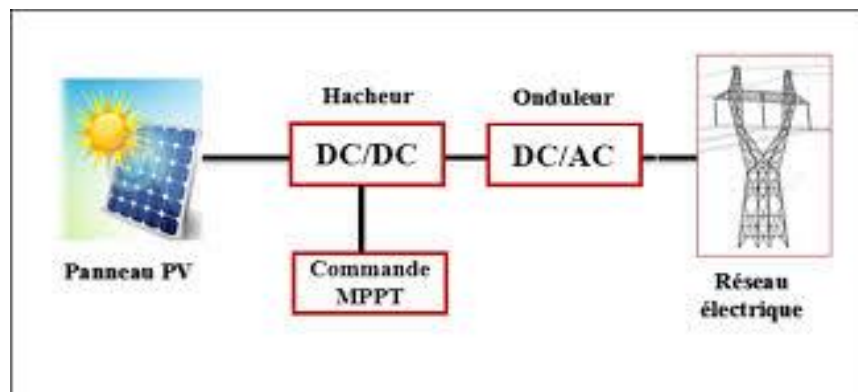 Hacheur
Onduleur
DC/DC
DC/AC
Panneau PV
Commande
MPPT
Réseau
électrique